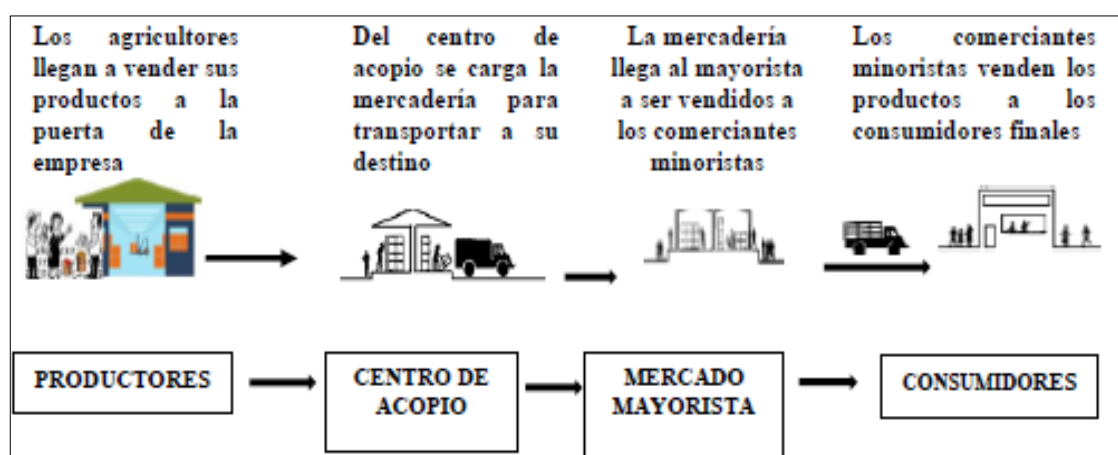 Los agricultores
llegan a vender sus
productos a la
puerta de la
empresa
Del centro de
acopio se carga la
mercadería para
transportar a su
destino
La mercadería
llega al mayorista
a ser vendidos a
los comerciantes
minoristas
Los comerciantes
minoristas venden los
productos a los
consumidores finales
PRODUCTORES
CENTRO DE
ACOPIO
MERCADO
MAYORISTA
CONSUMIDORES